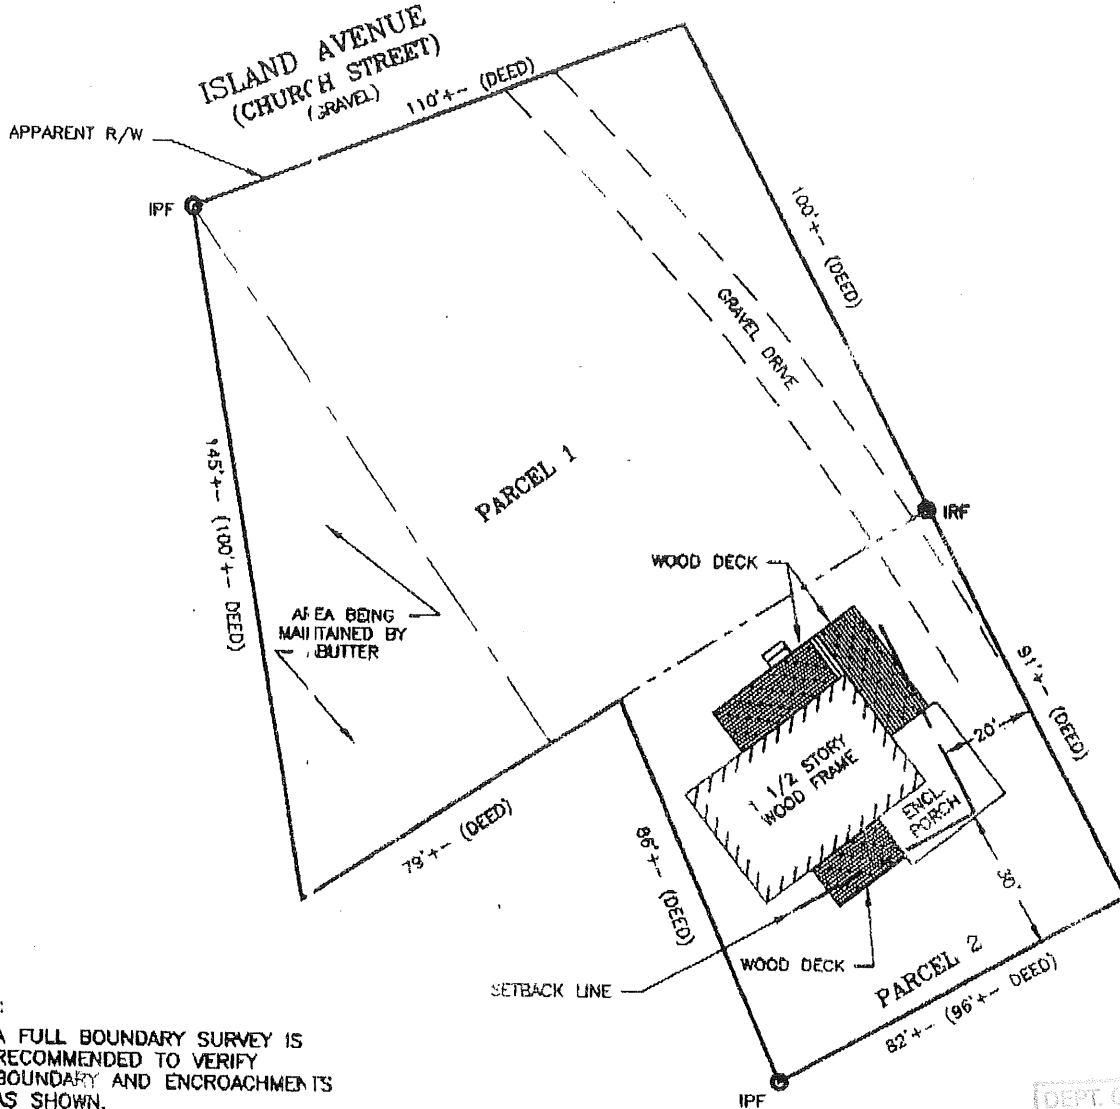 ISLAND AVENUE
(CHURCH STREET)
(GRAVEL)
110'+- (DEED)
APPARENT R/W
IPF
100'+- (DEED)
GRAVEL DRIVE
PARCEL 1
145'+- (100'+- DEED)
IRF
WOOD DECK
AREA BEING
MAINTAINED BY
ABUTTER
91'+- (DEED)
20'
1 1/2 STORY
WOOD FRAME
ENCL.
PORCH
79'+- (DEED)
86'+- (DEED)
30'
WOOD DECK
PARCEL 2
SETBACK LINE
82'+- (96'+- DEED)
:
A FULL BOUNDARY SURVEY IS
RECOMMENDED TO VERIFY
BOUNDARY AND ENCROACHMENTS
AS SHOWN.
IPF
DEPT.